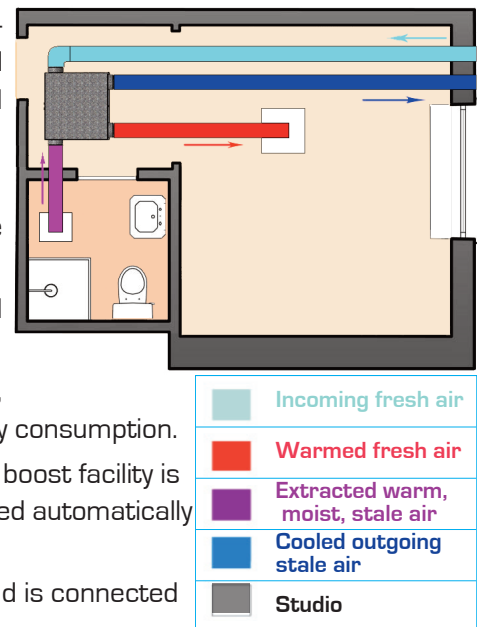 y consumption.
boost facility is
ed automatically
d is connected
Incoming fresh air
Warmed fresh air
Extracted warm,
moist, stale air
Cooled outgoing
stale air
Studio